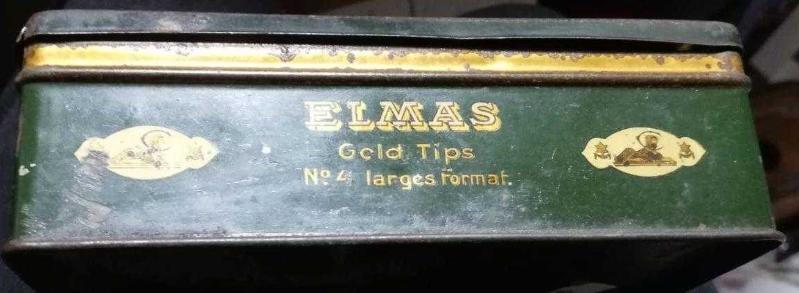 ELMAS
Gold Tips
No. 4 larges format.